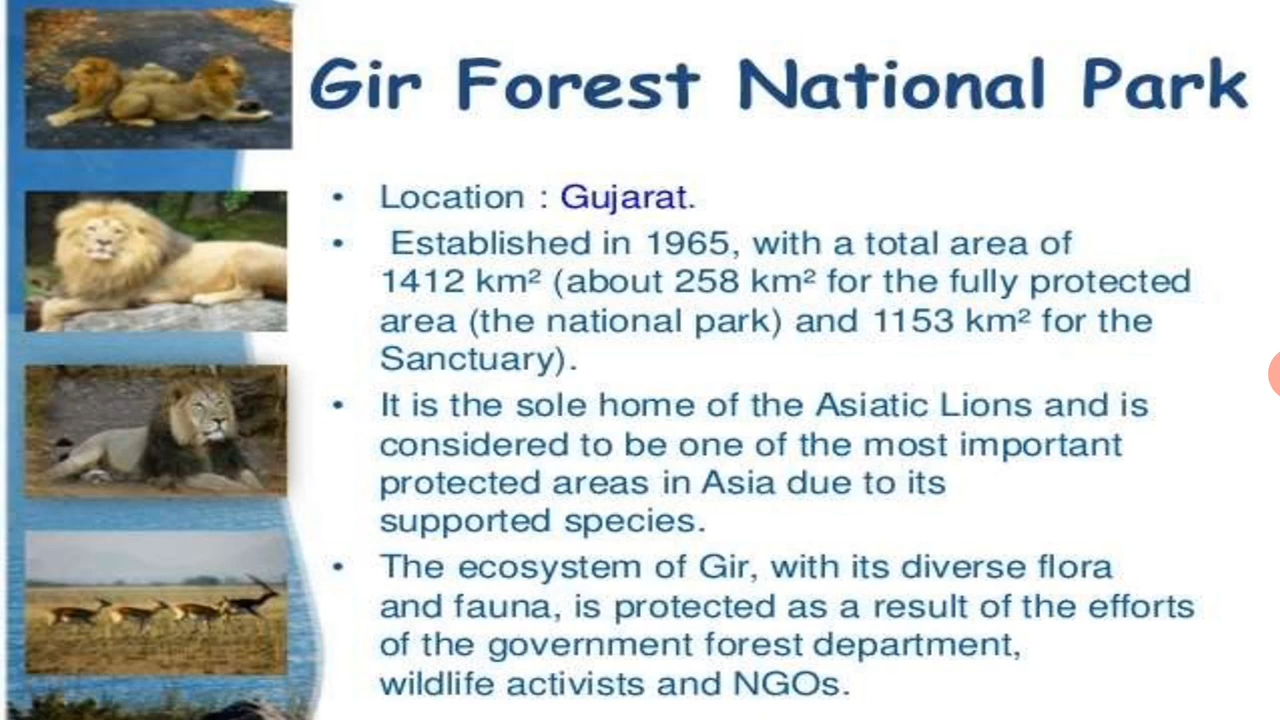 Gir Forest National Park
• Location : Gujarat.
• Established in 1965, with a total area of
1412 km² (about 258 km² for the fully protected
area (the national park) and 1153 km² for the
Sanctuary).
• It is the sole home of the Asiatic Lions and is
considered to be one of the most important
protected areas in Asia due to its
supported species.
• The ecosystem of Gir, with its diverse flora
and fauna, is protected as a result of the efforts
of the government forest department,
wildlife activists and NGOs.